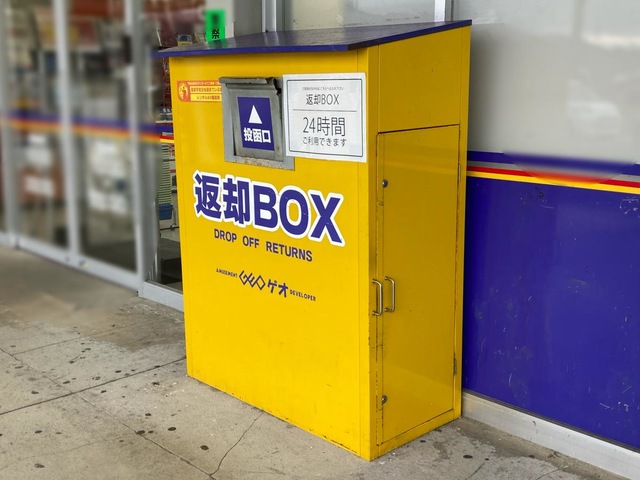 投函口
返却BOX
24時間
ご利用できます
返却BOX
DROP OFF RETURNS
AMUSEMENT GEO ゲオ DEVELOPER